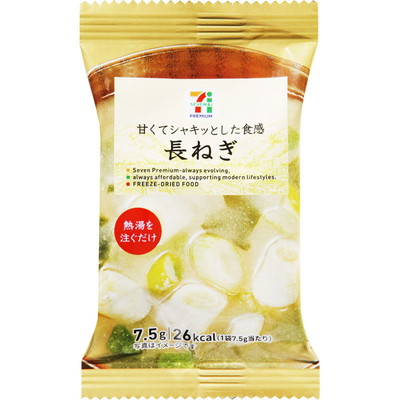 7i
SEVEN & i
PREMIUM
甘くてシャキッとした食感
長ねぎ
Seven Premium-always evolving,
always affordable, supporting modern lifestyles.
FREEZE-DRIED FOOD
熱湯を
注ぐだけ
7.5g 26kcal(1袋7.5g当たり)
写真はイメージです。